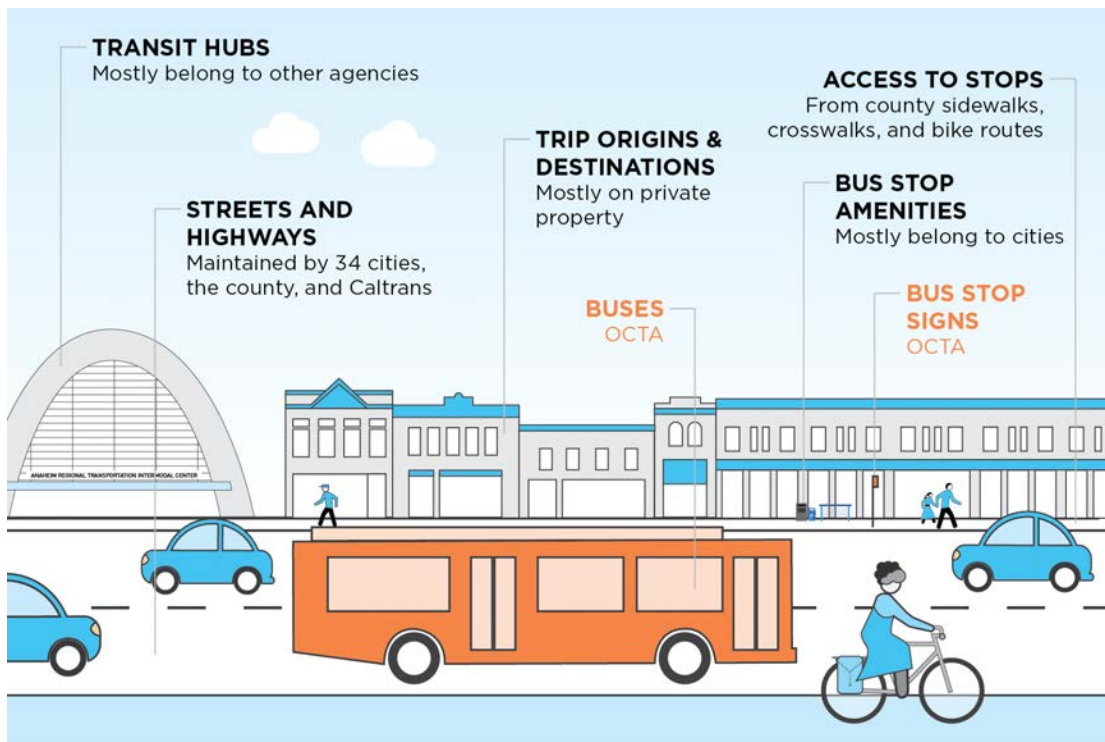 TRANSIT HUBS
Mostly belong to other agencies
ACCESS TO STOPS
From county sidewalks,
crosswalks, and bike routes
TRIP ORIGINS &
DESTINATIONS
Mostly on private
property
BUS STOP
AMENITIES
Mostly belong to cities
STREETS AND
HIGHWAYS
Maintained by 34 cities,
the county, and Caltrans
BUSES
OCTA
BUS STOP
SIGNS
OCTA
ANAHEIM REGIONAL TRANSPORTATION INTERMODAL CENTER